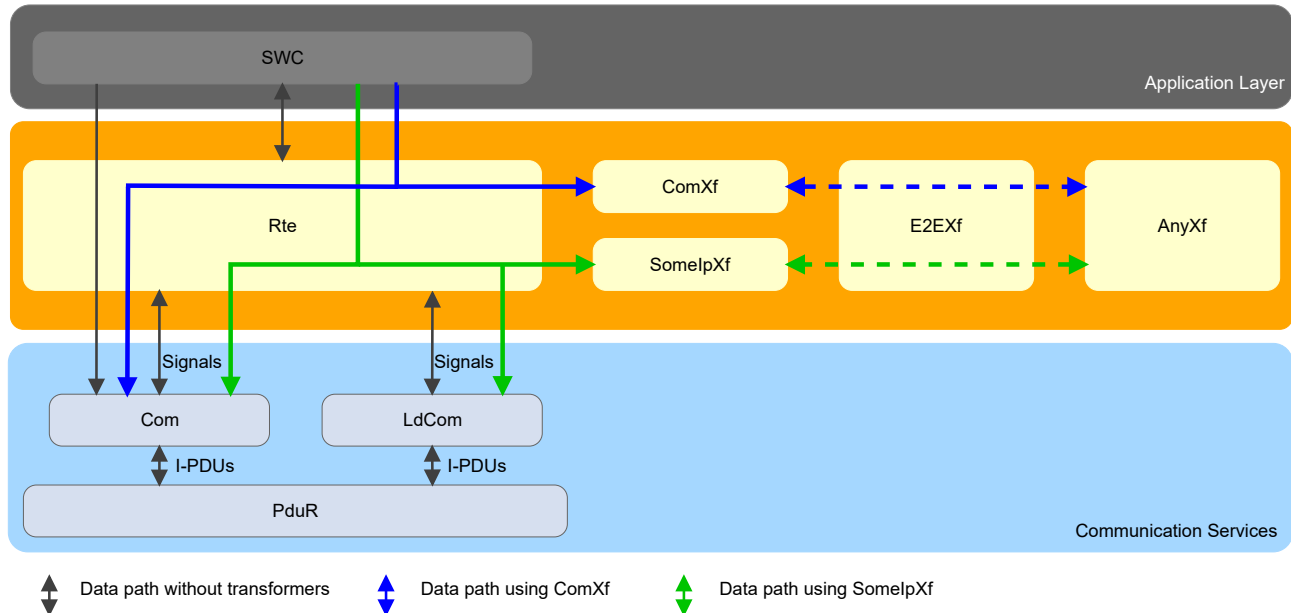 SWC
Application Layer
Rte
ComXf
SomeIpXf
E2EXf
AnyXf
Signals
Signals
Com
LdCom
I-PDUs
I-PDUs
PduR
Communication Services
Data path without transformers
Data path using ComXf
Data path using SomeIpXf